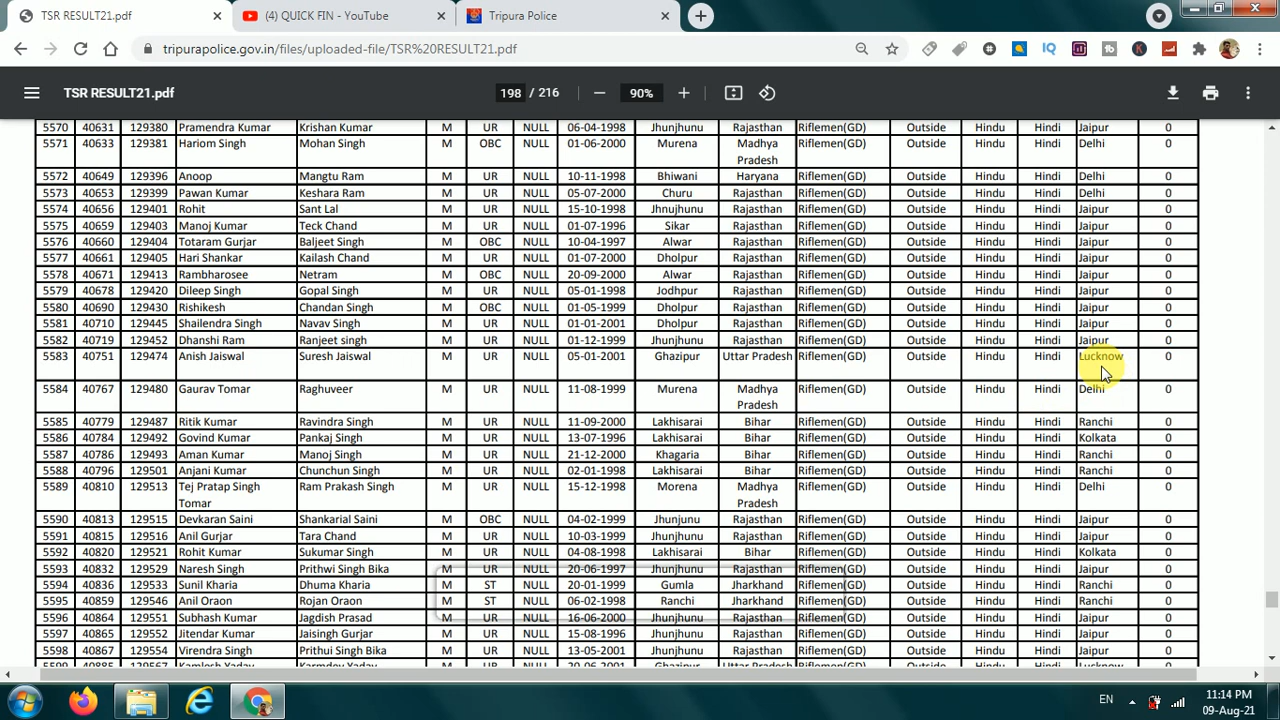 TSR RESULT21.pdf
(4) QUICK FIN - YouTube
Tripura Police
tripurapolice.gov.in/files/uploaded-file/TSR%20RESULT21.pdf
TSR RESULT21.pdf 198 / 216 90%
5570 40631 129380 Pramendra Kumar Krishan Kumar M UR NULL 06-04-1998 Jhunjhunu Rajasthan Riflemen(GD) Outside Hindu Hindi Jaipur 0
5571 40633 129381 Hariom Singh Mohan Singh M OBC NULL 01-06-2000 Murena Madhya Riflemen(GD) Outside Hindu Hindi Delhi 0
Pradesh
5572 40649 129396 Anoop Mangtu Ram M UR NULL 10-11-1998 Bhiwani Haryana Riflemen(GD) Outside Hindu Hindi Delhi 0
5573 40653 129399 Pawan Kumar Keshara Ram M UR NULL 05-07-2000 Churu Rajasthan Riflemen(GD) Outside Hindu Hindi Delhi 0
5574 40656 129401 Rohit Sant Lal M UR NULL 15-10-1998 Jhnujhunu Rajasthan Riflemen(GD) Outside Hindu Hindi Jaipur 0
5575 40659 129403 Manoj Kumar Teck Chand M UR NULL 01-07-1996 Sikar Rajasthan Riflemen(GD) Outside Hindu Hindi Jaipur 0
5576 40660 129404 Totaram Gurjar Baljeet Singh M OBC NULL 10-04-1997 Alwar Rajasthan Riflemen(GD) Outside Hindu Hindi Jaipur 0
5577 40661 129405 Hari Shankar Kailash Chand M UR NULL 01-07-2000 Dholpur Rajasthan Riflemen(GD) Outside Hindu Hindi Jaipur 0
5578 40671 129413 Rambharosee Netram M OBC NULL 20-09-2000 Alwar Rajasthan Riflemen(GD) Outside Hindu Hindi Jaipur 0
5579 40678 129420 Dileep Singh Gopal Singh M UR NULL 05-01-1998 Jodhpur Rajasthan Riflemen(GD) Outside Hindu Hindi Jaipur 0
5580 40690 129430 Rishikesh Chandan Singh M OBC NULL 01-05-1999 Dholpur Rajasthan Riflemen(GD) Outside Hindu Hindi Jaipur 0
5581 40710 129445 Shailendra Singh Navav Singh M UR NULL 01-01-2001 Dholpur Rajasthan Riflemen(GD) Outside Hindu Hindi Jaipur 0
5582 40719 129452 Dhanshi Ram Ranjeet singh M UR NULL 01-12-1999 Jhunjhunu Rajasthan Riflemen(GD) Outside Hindu Hindi Jaipur 0
5583 40751 129474 Anish Jaiswal Suresh Jaiswal M UR NULL 05-01-2001 Ghazipur Uttar Pradesh Riflemen(GD) Outside Hindu Hindi Lucknow 0
5584 40767 129480 Gaurav Tomar Raghuveer M UR NULL 11-08-1999 Murena Madhya Riflemen(GD) Outside Hindu Hindi Delhi 0
Pradesh
5585 40779 129487 Ritik Kumar Ravindra Singh M UR NULL 11-09-2000 Lakhisarai Bihar Riflemen(GD) Outside Hindu Hindi Ranchi 0
5586 40784 129492 Govind Kumar Pankaj Singh M UR NULL 13-07-1996 Lakhisarai Bihar Riflemen(GD) Outside Hindu Hindi Kolkata 0
5587 40786 129493 Aman Kumar Manoj Singh M UR NULL 21-12-2000 Khagaria Bihar Riflemen(GD) Outside Hindu Hindi Ranchi 0
5588 40796 129501 Anjani Kumar Chunchun Singh M UR NULL 02-01-1998 Lakhisarai Bihar Riflemen(GD) Outside Hindu Hindi Ranchi 0
5589 40810 129513 Tej Pratap Singh Ram Prakash Singh M UR NULL 15-12-1998 Morena Madhya Riflemen(GD) Outside Hindu Hindi Delhi 0
Tomar Pradesh
5590 40813 129515 Devkaran Saini Shankarial Saini M OBC NULL 04-02-1999 Jhunjunu Rajasthan Riflemen(GD) Outside Hindu Hindi Jaipur 0
5591 40815 129516 Anil Gurjar Tara Chand M UR NULL 10-03-1999 Jhunjhunu Rajasthan Riflemen(GD) Outside Hindu Hindi Jaipur 0
5592 40820 129521 Rohit Kumar Sukumar Singh M UR NULL 04-08-1998 Lakhisarai Bihar Riflemen(GD) Outside Hindu Hindi Kolkata 0
5593 40832 129529 Naresh Singh Prithwi Singh Bika M UR NULL 20-06-1997 Jhunjhunu Rajasthan Riflemen(GD) Outside Hindu Hindi Jaipur 0
5594 40836 129533 Sunil Kharia Dhuma Kharia M ST NULL 20-01-1999 Gumla Jharkhand Riflemen(GD) Outside Hindu Hindi Ranchi 0
5595 40859 129546 Anil Oraon Rojan Oraon M ST NULL 06-02-1998 Ranchi Jharkhand Riflemen(GD) Outside Hindu Hindi Ranchi 0
5596 40864 129551 Subhash Kumar Jagdish Prasad M UR NULL 16-06-2000 Jhunjhunu Rajasthan Riflemen(GD) Outside Hindu Hindi Jaipur 0
5597 40865 129552 Jitendar Kumar Jaisingh Gurjar M UR NULL 15-08-1996 Jhunjhunu Rajasthan Riflemen(GD) Outside Hindu Hindi Jaipur 0
5598 40867 129554 Virendra Singh Prithui Singh Bika M UR NULL 13-05-2001 Jhunjhunu Rajasthan Riflemen(GD) Outside Hindu Hindi Jaipur 0
5599 40885 129567 Kamlesh Yadav Karmdev Yadav M UR NULL 20-06-2001 Ghazipur Uttar Pradesh Riflemen(GD) Outside Hindu Hindi Lucknow 0
EN
11:14 PM
09-Aug-21